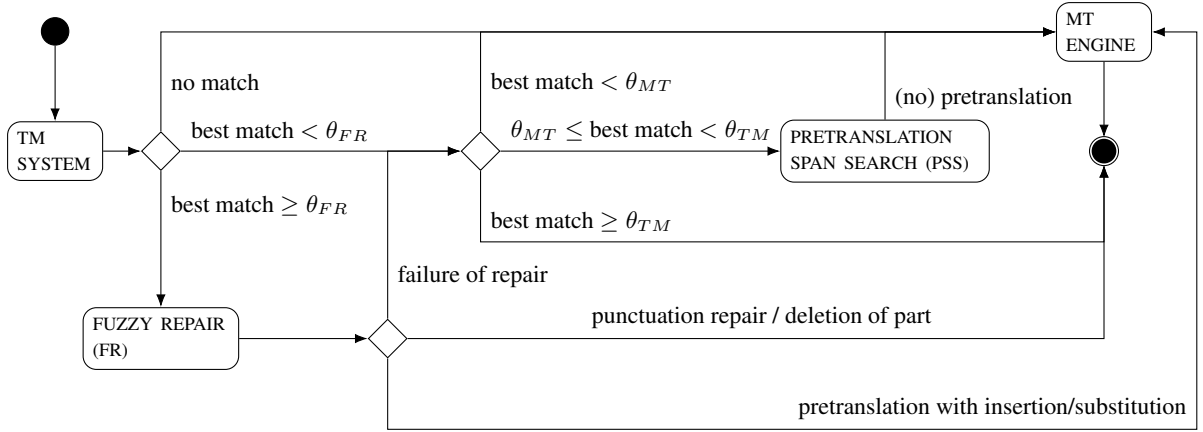 MT
ENGINE
no match
best match < θ_MT
(no) pretranslation
TM
SYSTEM
best match < θ_FR
θ_MT ≤ best match < θ_TM
PRETRANSLATION
SPAN SEARCH (PSS)
best match ≥ θ_FR
best match ≥ θ_TM
failure of repair
FUZZY REPAIR
(FR)
punctuation repair / deletion of part
pretranslation with insertion/substitution